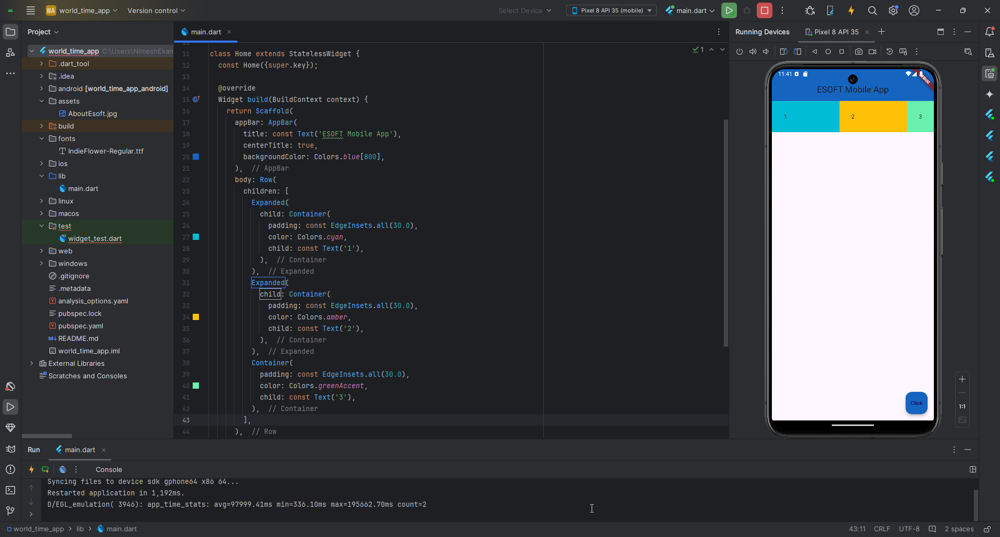 WA world_time_app Version control Select Device Pixel 8 API 35 (mobile) main.dart
Project
main.dart
Running Devices Pixel 8 API 35
world_time_app C:\Users\NimeshEkan
.dart_tool
.idea
android [world_time_app_android]
assets
AboutEsoft.jpg
build
fonts
IndieFlower-Regular.ttf
ios
lib
main.dart
linux
macos
test
widget_test.dart
web
windows
.gitignore
.metadata
analysis_options.yaml
pubspec.lock
pubspec.yaml
README.md
world_time_app.iml
External Libraries
Scratches and Consoles
1
11 class Home extends StatelessWidget {
12 const Home({super.key});
13
14 @override
15 Widget build(BuildContext context) {
16 return Scaffold(
17 appBar: AppBar(
18 title: const Text('ESOFT Mobile App'),
19 centerTitle: true,
20 backgroundColor: Colors.blue[800],
21 ), // AppBar
22 body: Row(
23 children: [
24 Expanded(
25 child: Container(
26 padding: const EdgeInsets.all(30.0),
27 color: Colors.cyan,
28 child: const Text('1'),
29 ), // Container
30 ), // Expanded
31 Expanded(
32 child: Container(
33 padding: const EdgeInsets.all(30.0),
34 color: Colors.amber,
35 child: const Text('2'),
36 ), // Container
37 ), // Expanded
38 Container(
39 padding: const EdgeInsets.all(30.0),
40 color: Colors.greenAccent,
41 child: const Text('3'),
42 ), // Container
43 ],
44 ), // Row
11:41
DEBUG
ESOFT Mobile App
1 2 3
Click
1:1
Run main.dart
Console
Syncing files to device sdk gphone64 x86 64...
Restarted application in 1,192ms.
D/EGL_emulation( 3946): app_time_stats: avg=97999.41ms min=336.10ms max=195662.70ms count=2
world_time_app > lib > main.dart
43:11 CRLF UTF-8 2 spaces